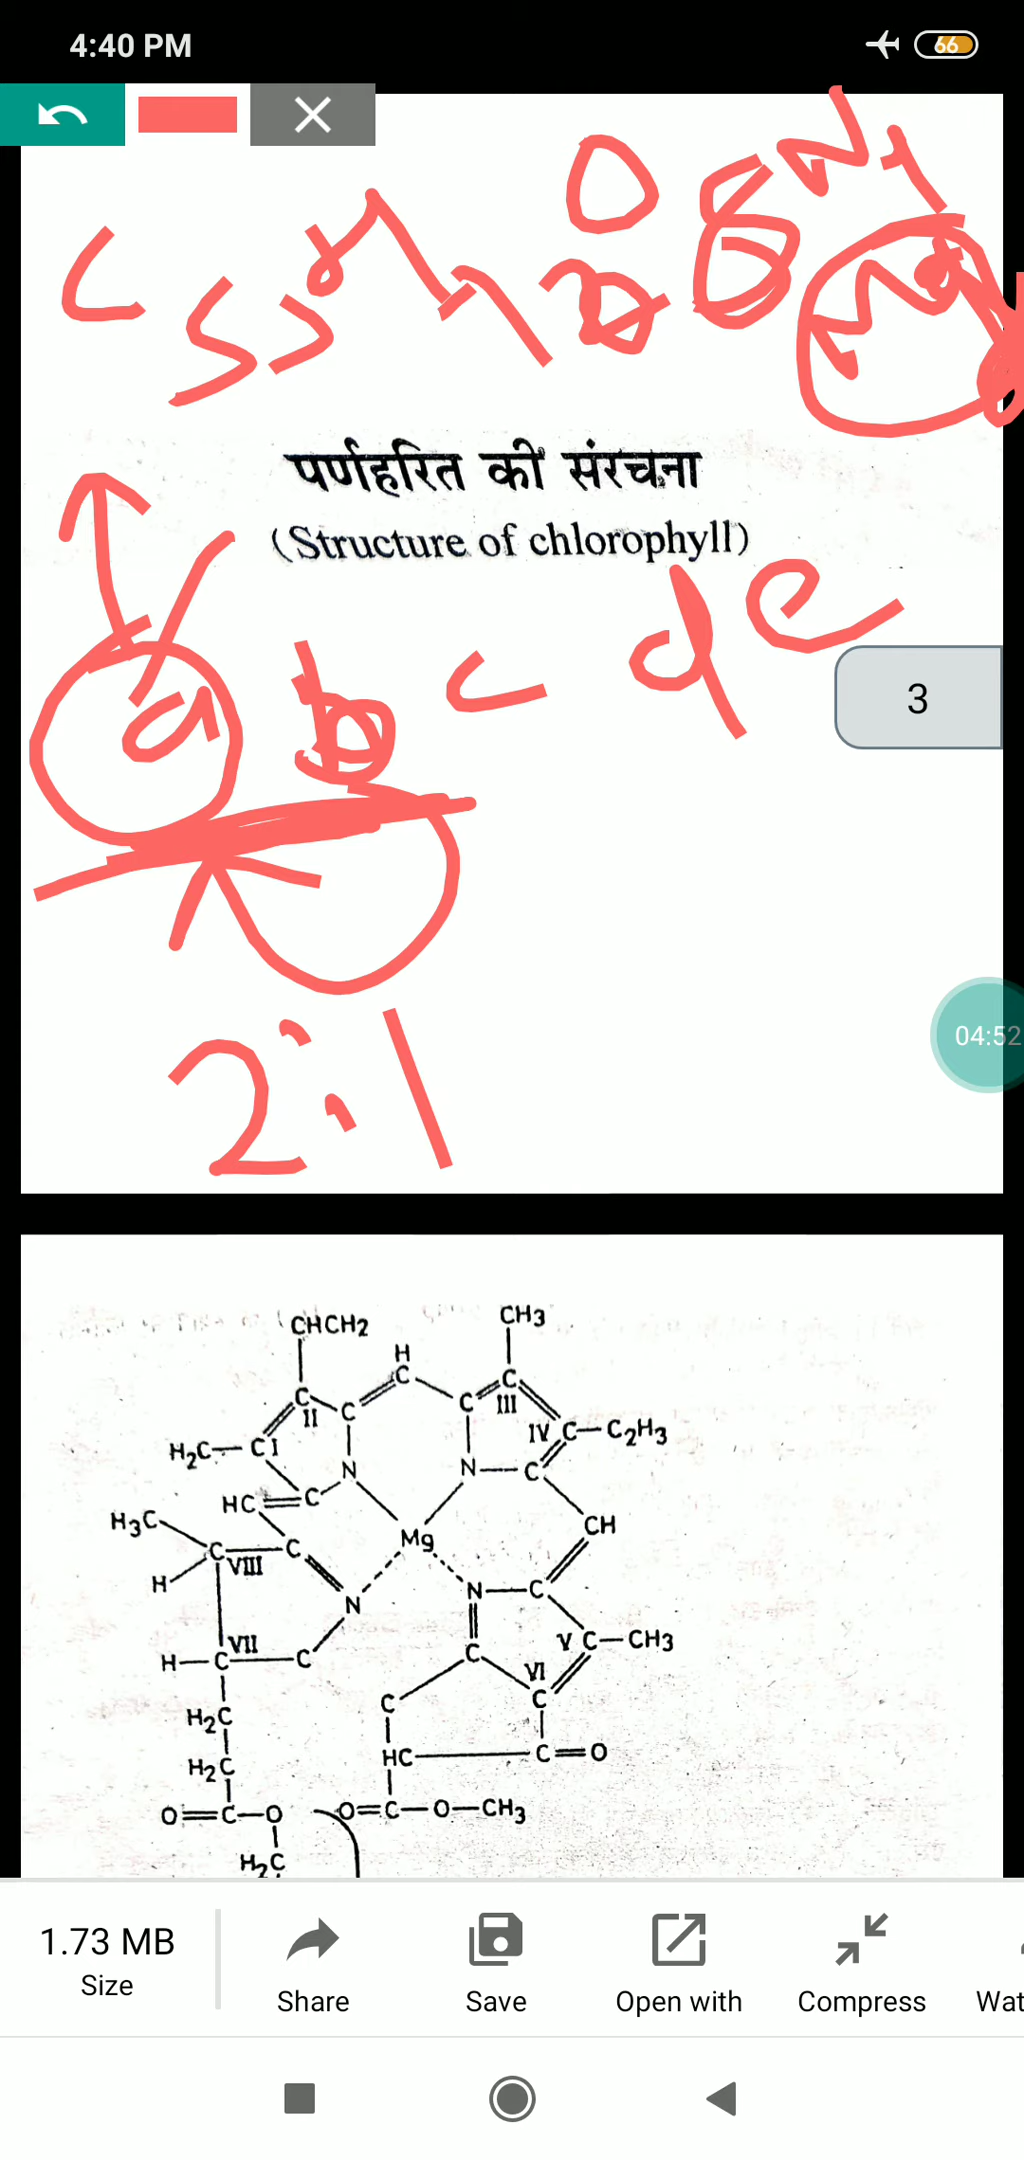 4:40 PM
66
C55H72O5N4Mg
पर्णहरित की संरचना
(Structure of chlorophyll)
a b c d e
3
04:52
2:1
CHCH2 CH3
H
C C
C II C C III
IV C-C2H3
H2C-C I
N N-C
HC=C
H3C CH
Mg
C C
VIII
H N N-C
VII V C-CH3
H-C C C VI
C C
H2C
HC C=O
H2C
O=C-O O=C-O-CH3
H2C
1.73 MB
Size
Share
Save
Open with
Compress
Wat